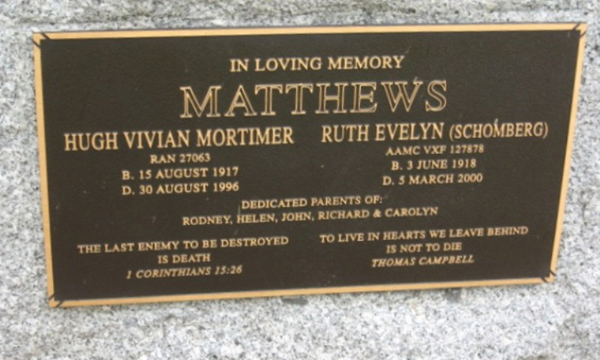 IN LOVING MEMORY
MATTHEWS
HUGH VIVIAN MORTIMER
RAN 27063
B. 15 AUGUST 1917
D. 30 AUGUST 1996
RUTH EVELYN (SCHOMBERG)
AAMC VXF 127878
B. 3 JUNE 1918
D. 5 MARCH 2000
DEDICATED PARENTS OF:
RODNEY, HELEN, JOHN, RICHARD & CAROLYN
THE LAST ENEMY TO BE DESTROYED
IS DEATH
1 CORINTHIANS 15:26
TO LIVE IN HEARTS WE LEAVE BEHIND
IS NOT TO DIE
THOMAS CAMPBELL